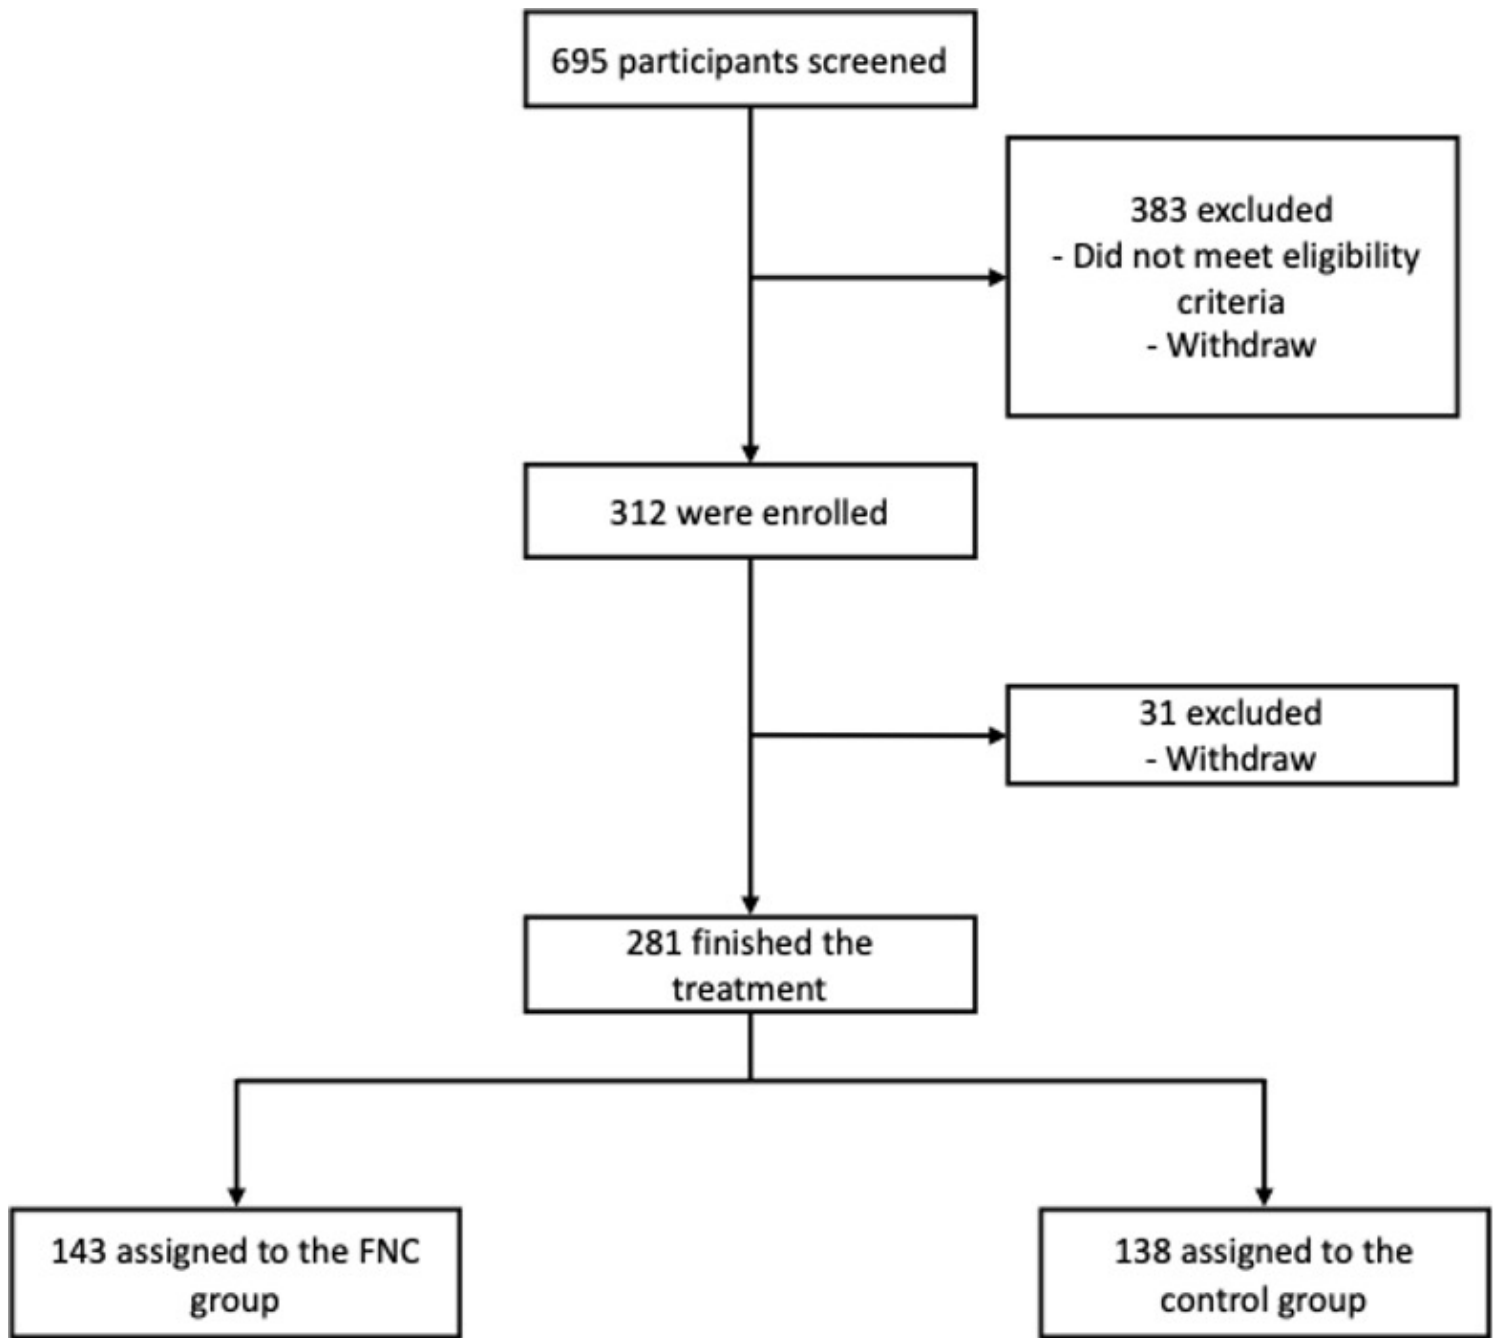 695 participants screened
383 excluded
- Did not meet eligibility
criteria
- Withdraw
312 were enrolled
31 excluded
- Withdraw
281 finished the
treatment
143 assigned to the FNC
group
138 assigned to the
control group